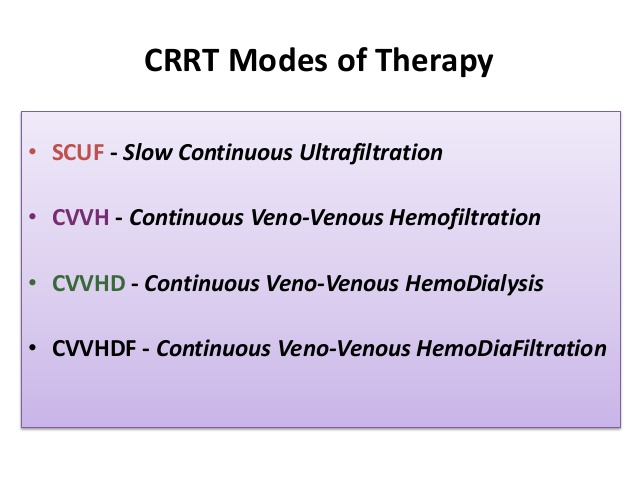 CRRT Modes of Therapy
• SCUF - Slow Continuous Ultrafiltration
• CVVH - Continuous Veno-Venous Hemofiltration
• CVVHD - Continuous Veno-Venous HemoDialysis
• CVVHDF - Continuous Veno-Venous HemoDiaFiltration